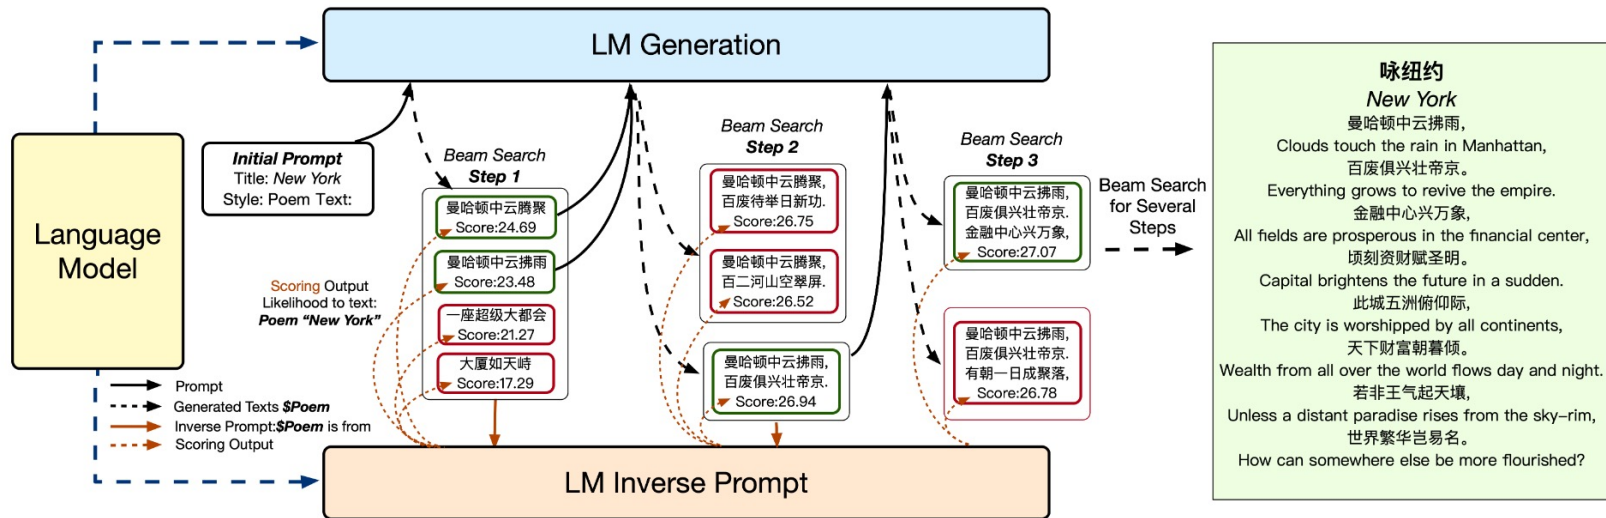 LM Generation
Language
Model
Initial Prompt
Title: New York
Style: Poem Text:
Beam Search
Step 1
曼哈顿中云腾聚
Score:24.69
曼哈顿中云拂雨
Score:23.48
一座超级大都会
Score:21.27
大厦如天峙
Score:17.29
Scoring Output
Likelihood to text:
Poem “New York”
Prompt
Generated Texts $Poem
Inverse Prompt:$Poem is from
Scoring Output
Beam Search
Step 2
曼哈顿中云腾聚,
百废待举日新功.
Score:26.75
曼哈顿中云腾聚,
百二河山空翠屏.
Score:26.52
曼哈顿中云拂雨,
百废俱兴壮帝京.
Score:26.94
Beam Search
Step 3
曼哈顿中云拂雨,
百废俱兴壮帝京.
金融中心兴万象,
Score:27.07
曼哈顿中云拂雨,
百废俱兴壮帝京.
有朝一日成聚落,
Score:26.78
Beam Search
for Several
Steps
LM Inverse Prompt
咏纽约
New York
曼哈顿中云拂雨,
Clouds touch the rain in Manhattan,
百废俱兴壮帝京。
Everything grows to revive the empire.
金融中心兴万象,
All fields are prosperous in the financial center,
顷刻资财赋圣明。
Capital brightens the future in a sudden.
此城五洲俯仰际,
The city is worshipped by all continents,
天下财富朝暮倾。
Wealth from all over the world flows day and night.
若非王气起天壤,
Unless a distant paradise rises from the sky-rim,
世界繁华岂易名。
How can somewhere else be more flourished?